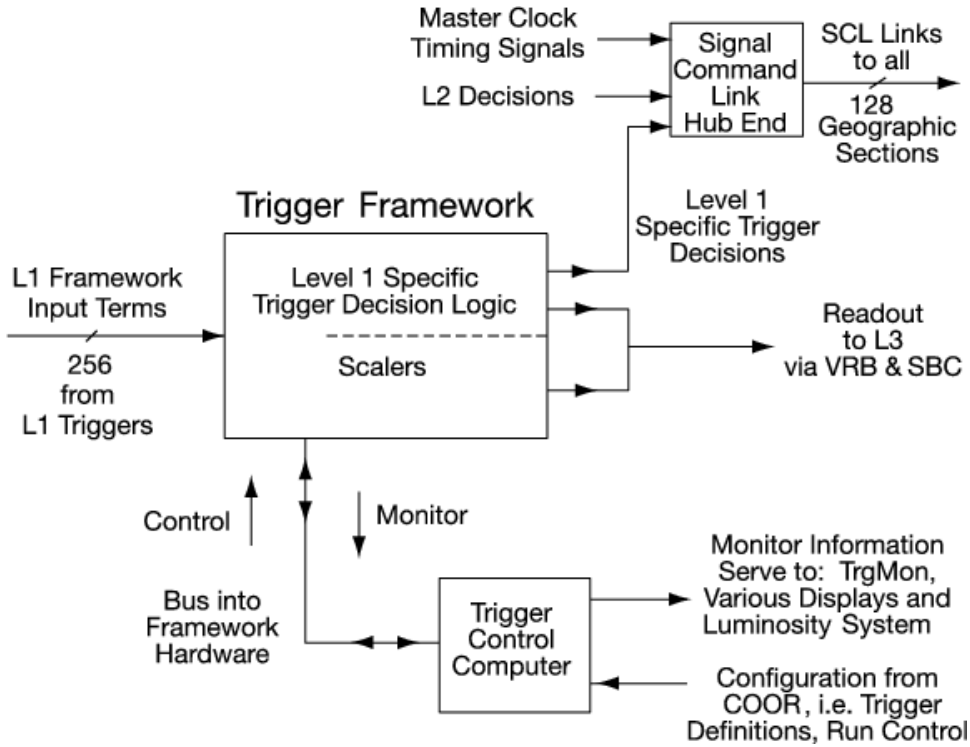 Master Clock
Timing Signals
L2 Decisions
Signal
Command
Link
Hub End
SCL Links
to all
128
Geographic
Sections
Level 1
Specific Trigger
Decisions
Trigger Framework
L1 Framework
Input Terms
256
from
L1 Triggers
Level 1 Specific
Trigger Decision Logic
Scalers
Readout
to L3
via VRB & SBC
Control
Monitor
Bus into
Framework
Hardware
Trigger
Control
Computer
Monitor Information
Serve to: TrgMon,
Various Displays and
Luminosity System
Configuration from
COOR, i.e. Trigger
Definitions, Run Control